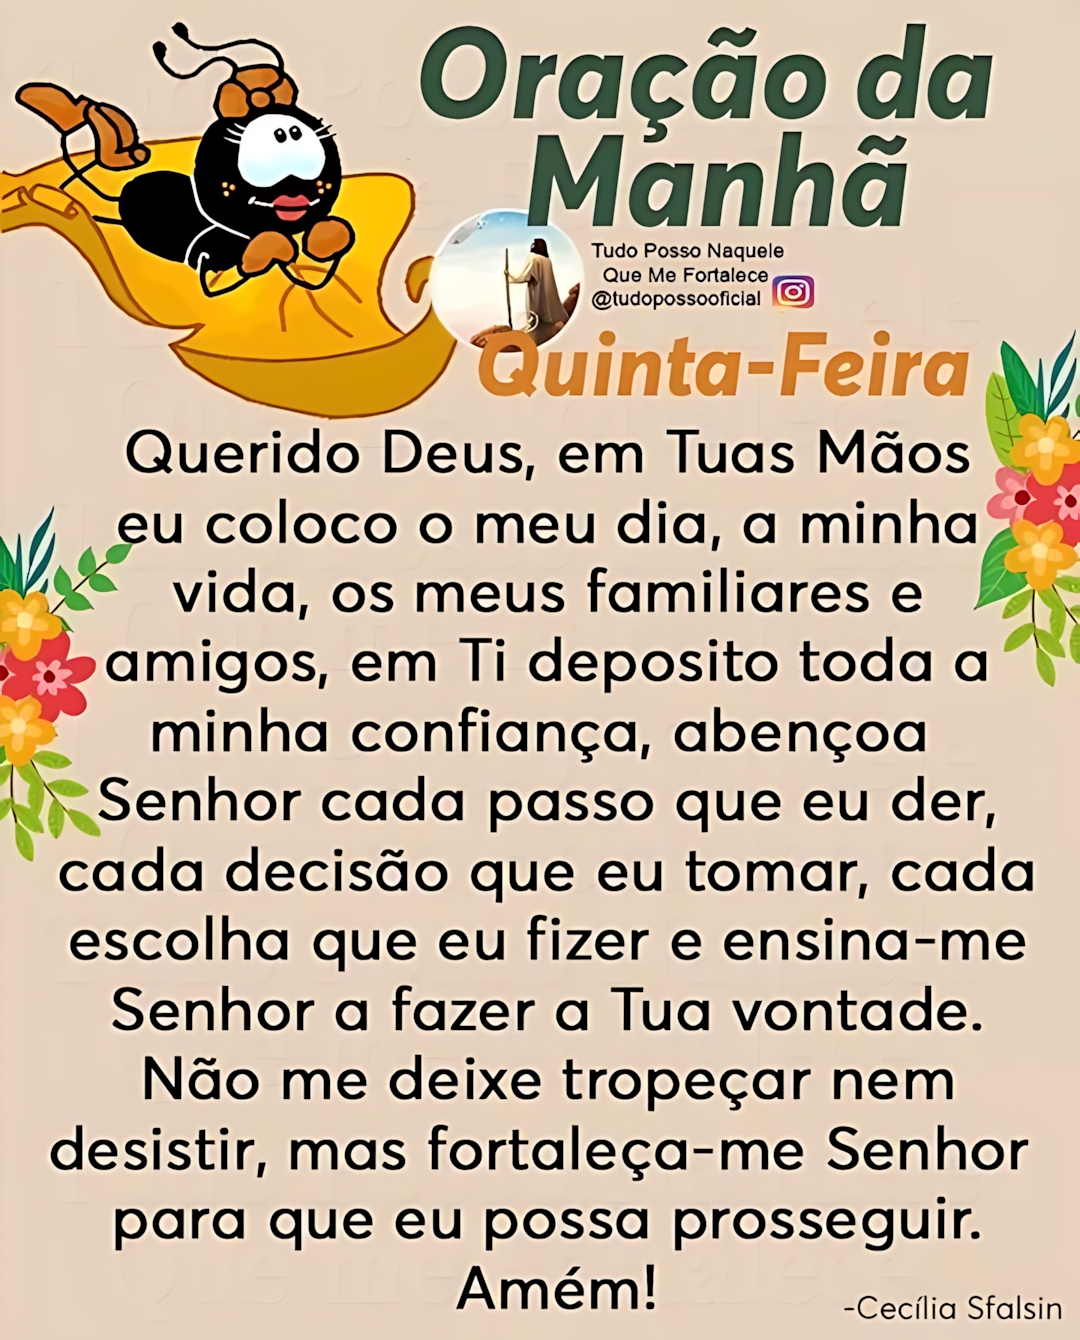 Oração da
Manhã
Tudo Posso Naquele
Que Me Fortalece
@tudopossooficial
Quinta-Feira
Querido Deus, em Tuas Mãos
eu coloco o meu dia, a minha
vida, os meus familiares e
amigos, em Ti deposito toda a
minha confiança, abençoa
Senhor cada passo que eu der,
cada decisão que eu tomar, cada
escolha que eu fizer e ensina-me
Senhor a fazer a Tua vontade.
Não me deixe tropeçar nem
desistir, mas fortaleça-me Senhor
para que eu possa prosseguir.
Amém!
-Cecília Sfalsin